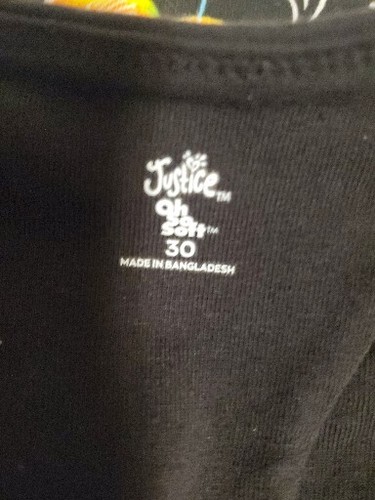 Justice™
Oh
so
soft™
30
MADE IN BANGLADESH